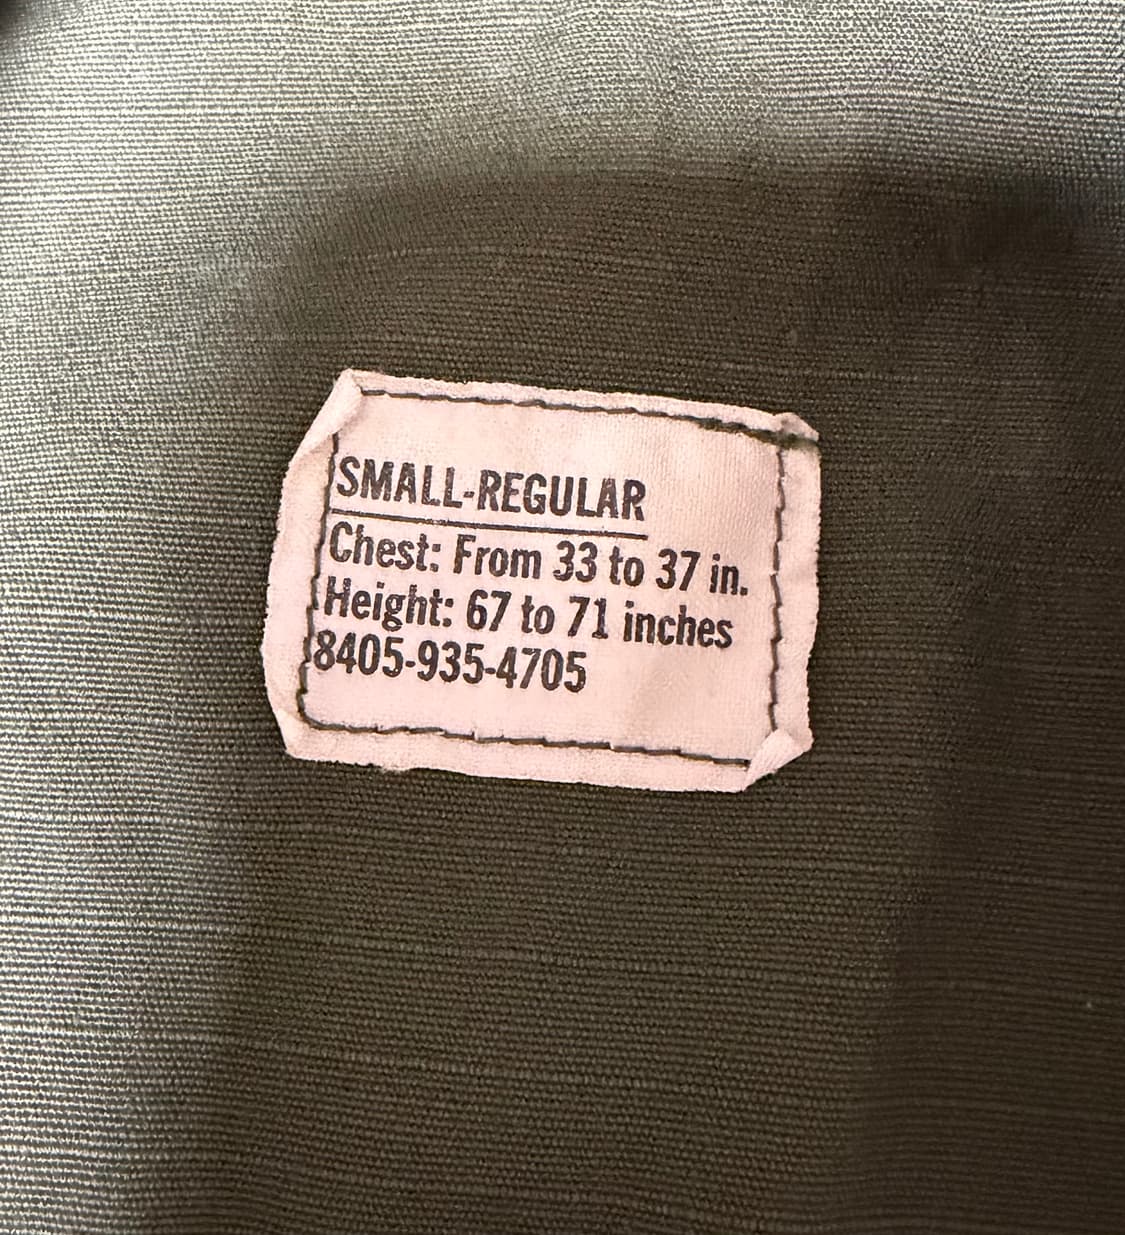 SMALL-REGULAR
Chest: From 33 to 37 in.
Height: 67 to 71 inches
8405-935-4705